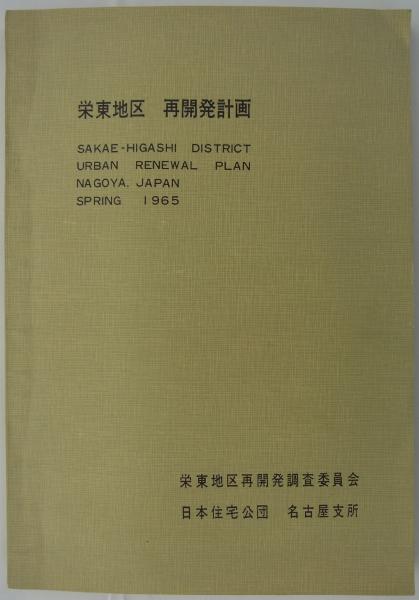 栄東地区 再開発計画
SAKAE-HIGASHI DISTRICT
URBAN RENEWAL PLAN
NAGOYA, JAPAN
SPRING 1965
栄東地区再開発調査委員会
日本住宅公団 名古屋支所